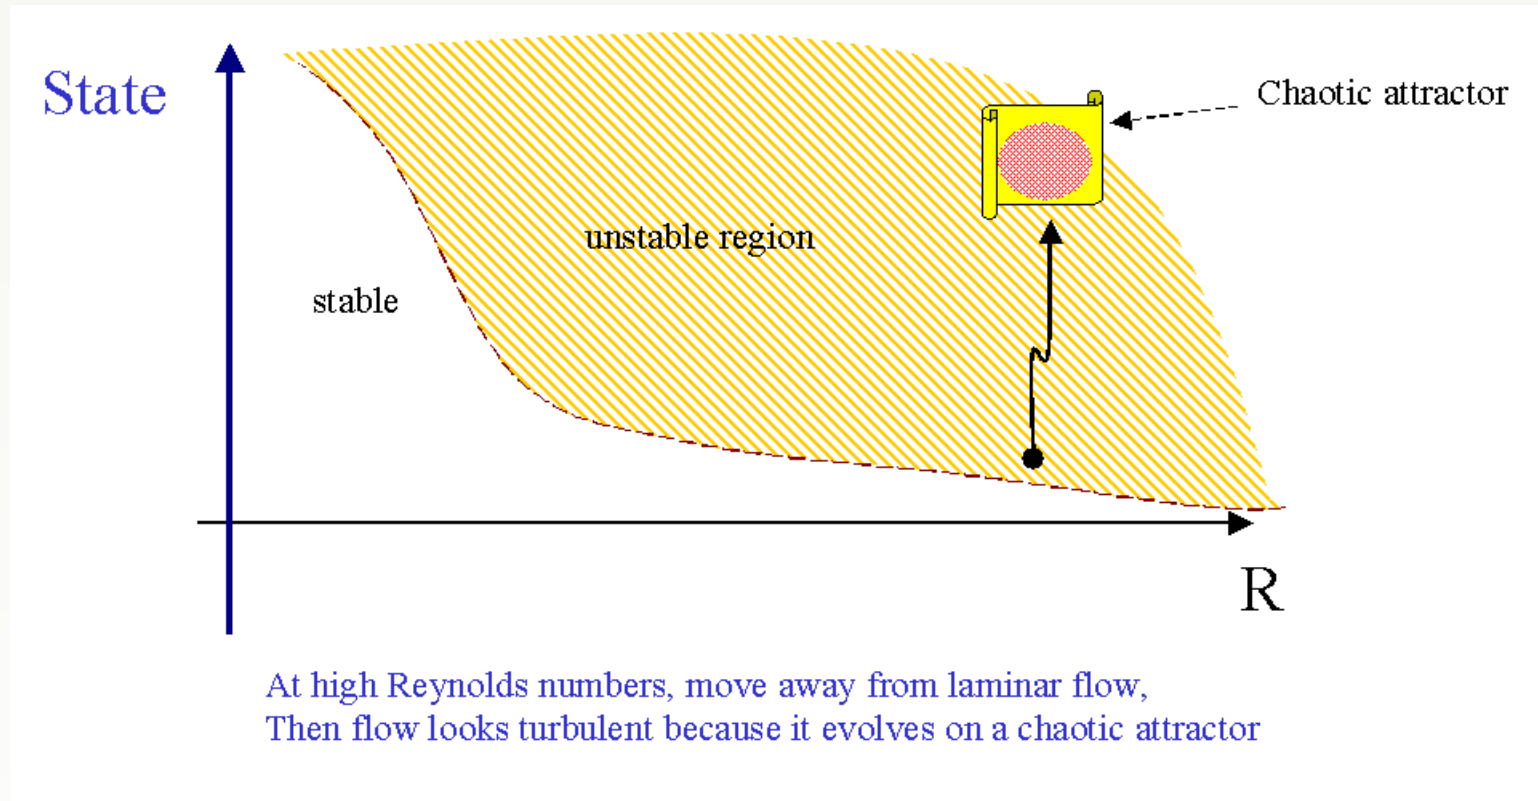 State
Chaotic attractor
unstable region
stable
R
At high Reynolds numbers, move away from laminar flow,
Then flow looks turbulent because it evolves on a chaotic attractor